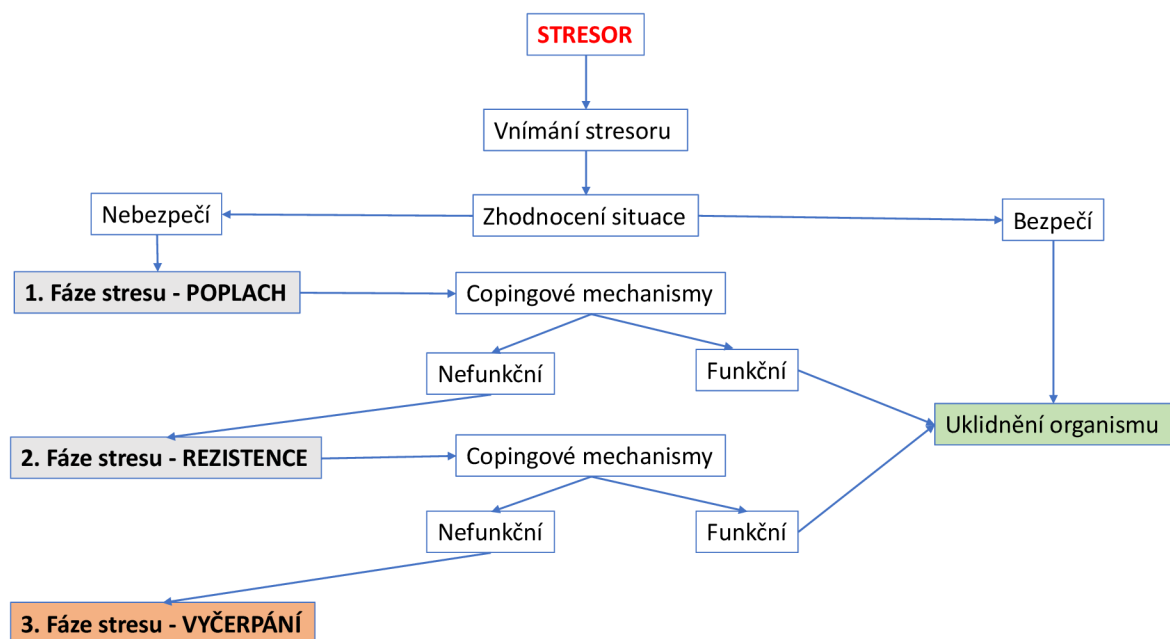 STRESOR
Vnímání stresoru
Nebezpečí
Zhodnocení situace
Bezpečí
1. Fáze stresu - POPLACH
Copingové mechanismy
Nefunkční
Funkční
Uklidnění organismu
2. Fáze stresu - REZISTENCE
Copingové mechanismy
Nefunkční
Funkční
3. Fáze stresu - VYČERPÁNÍ